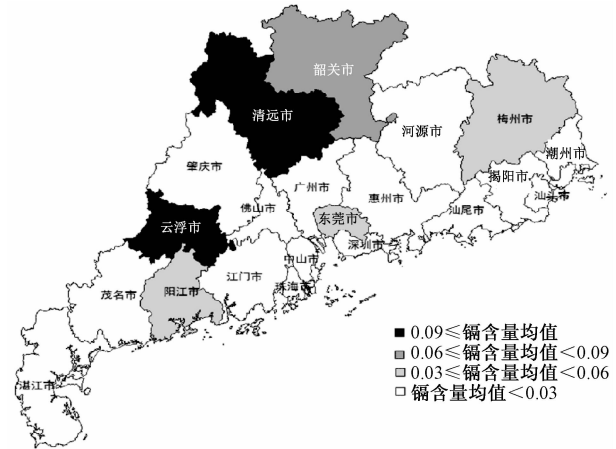 韶关市
清远市
梅州市
河源市
潮州市
肇庆市
揭阳市
广州市
惠州市
汕头市
佛山市
东莞市
汕尾市
云浮市
深圳市
中山市
江门市
珠海市
阳江市
茂名市
湛江市
0.09≤镉含量均值
0.06≤镉含量均值<0.09
0.03≤镉含量均值<0.06
镉含量均值<0.03